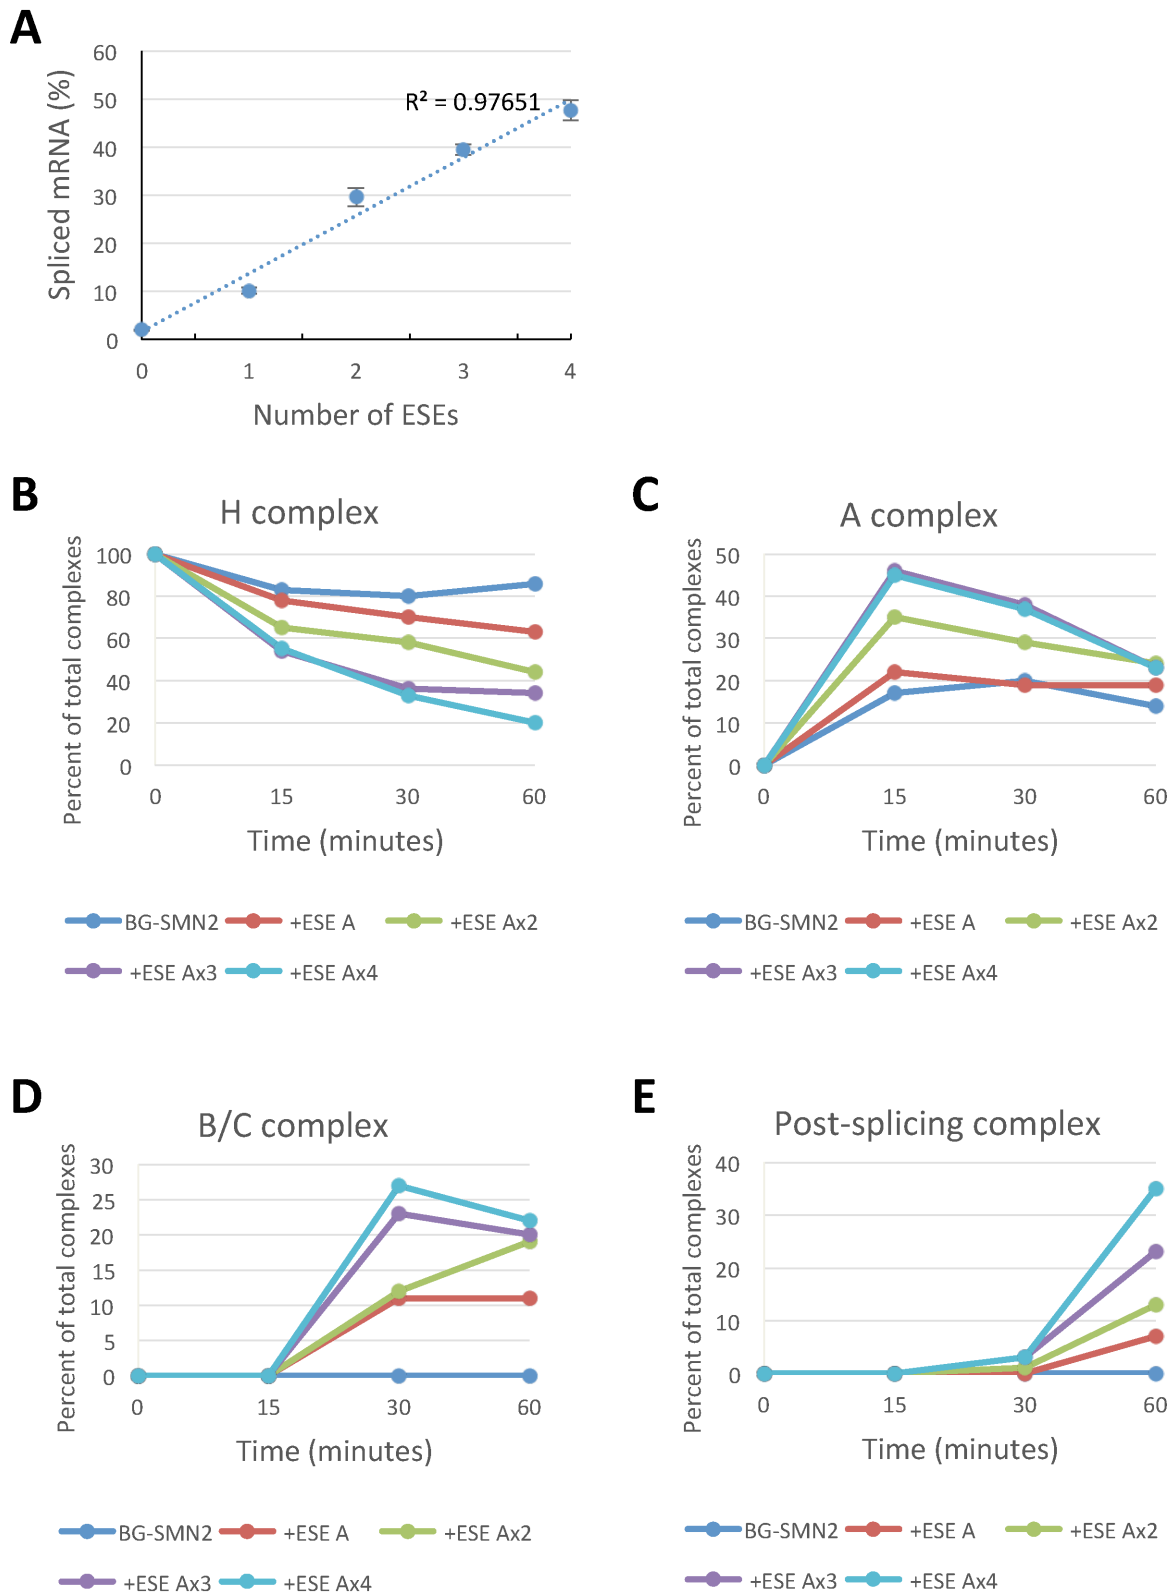 A
Spliced mRNA (%)
60
50
40
30
20
10
0
R² = 0.97651
0 1 2 3 4
Number of ESEs
B
H complex
Percent of total complexes
100
80
60
40
20
0
0 15 30 60
Time (minutes)
BG-SMN2 +ESE A +ESE Ax2
+ESE Ax3 +ESE Ax4
C
A complex
Percent of total complexes
50
40
30
20
10
0
0 15 30 60
Time (minutes)
BG-SMN2 +ESE A +ESE Ax2
+ESE Ax3 +ESE Ax4
D
B/C complex
Percent of total complexes
30
25
20
15
10
5
0
0 15 30 60
Time (minutes)
BG-SMN2 +ESE A +ESE Ax2
+ESE Ax3 +ESE Ax4
E
Post-splicing complex
Percent of total complexes
40
30
20
10
0
0 15 30 60
Time (minutes)
BG-SMN2 +ESE A +ESE Ax2
+ESE Ax3 +ESE Ax4